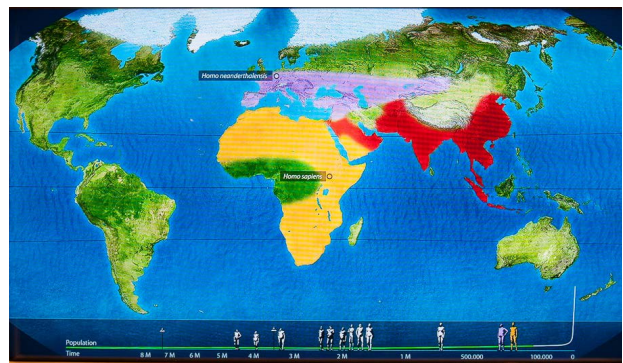 Homo neanderthalensis
Homo sapiens
Population
Time 8 M 7 M 6 M 5 M 4 M 3 M 2 M 1 M 500,000 100,000 0